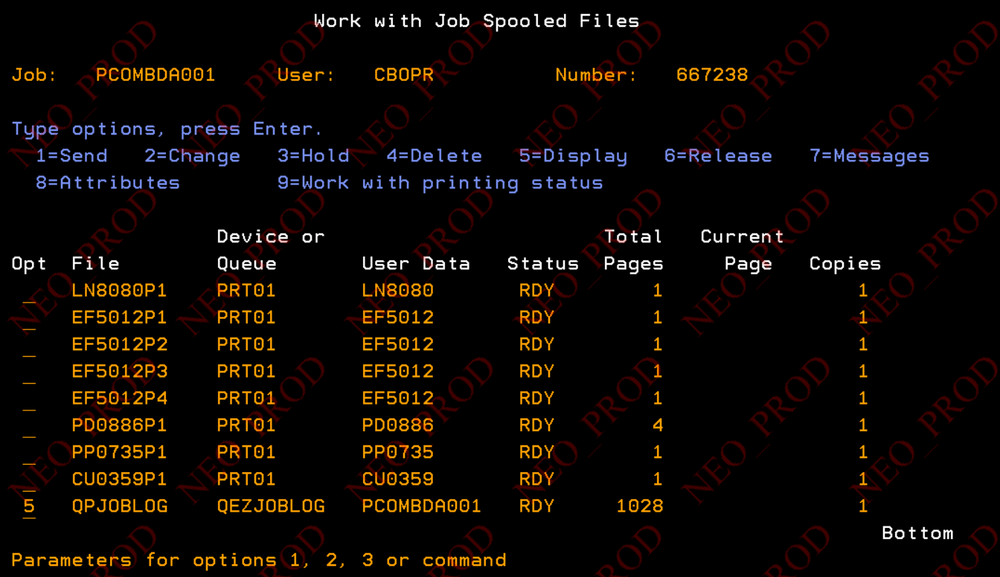 Work with Job Spooled Files
Job: PCOMBDA001 User: CBOPR Number: 667238
Type options, press Enter.
1=Send 2=Change 3=Hold 4=Delete 5=Display 6=Release 7=Messages
8=Attributes 9=Work with printing status
Device or Total Current
Opt File Queue User Data Status Pages Page Copies
_ LN8080P1 PRT01 LN8080 RDY 1 1
_ EF5012P1 PRT01 EF5012 RDY 1 1
_ EF5012P2 PRT01 EF5012 RDY 1 1
_ EF5012P3 PRT01 EF5012 RDY 1 1
_ EF5012P4 PRT01 EF5012 RDY 1 1
_ PD0886P1 PRT01 PD0886 RDY 4 1
_ PP0735P1 PRT01 PP0735 RDY 1 1
_ CU0359P1 PRT01 CU0359 RDY 1 1
5 QPJOBLOG QEZJOBLOG PCOMBDA001 RDY 1028 1
Bottom
Parameters for options 1, 2, 3 or command
NEO_PROD